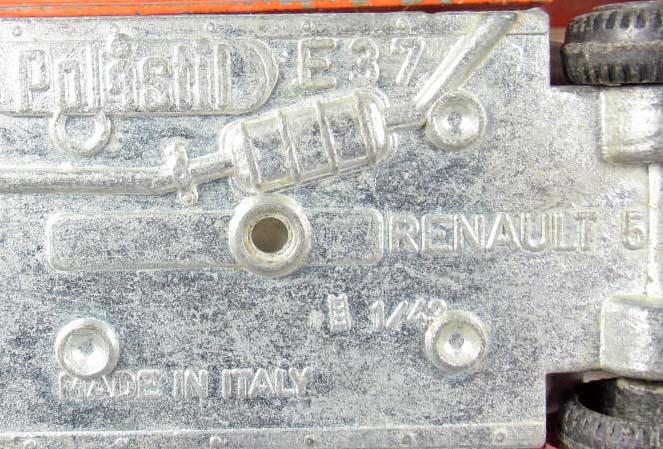 Polistil E37
RENAULT 5
1/43
MADE IN ITALY